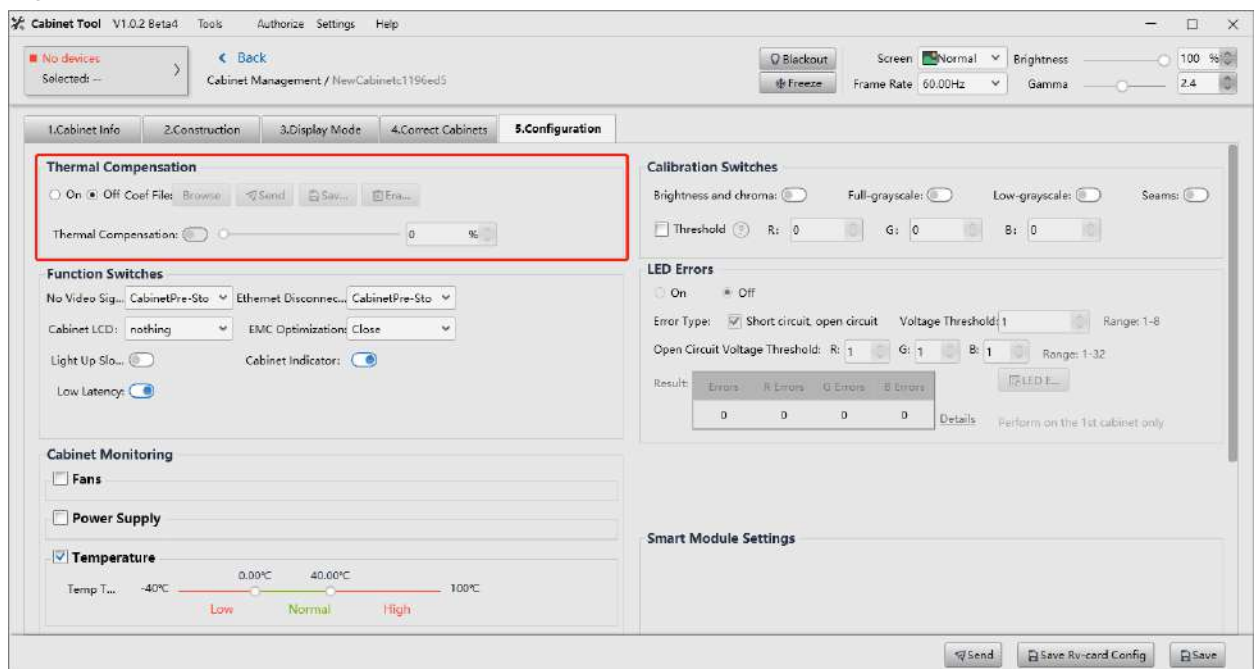 Cabinet Tool V1.0.2 Beta4 Tools Authorize Settings Help
No devices
Selected: --
Back
Cabinet Management / NewCabinetc1196ed5
Blackout
Freeze
Screen Normal
Frame Rate 60.00Hz
Brightness 100 %
Gamma 2.4
1.Cabinet Info 2.Construction 3.Display Mode 4.Correct Cabinets 5.Configuration
Thermal Compensation
On Off Coef File: Browse Send Sav... Era...
Thermal Compensation: 0 %
Function Switches
No Video Sig... CabinetPre-Sto Ethernet Disconnec... CabinetPre-Sto
Cabinet LCD: nothing EMC Optimization: Close
Light Up Slo... Cabinet Indicator:
Low Latency:
Cabinet Monitoring
Fans
Power Supply
Temperature
0.00℃ 40.00℃
Temp T... -40℃ 100℃
Low Normal High
Calibration Switches
Brightness and chroma: Full-grayscale: Low-grayscale: Seams:
Threshold ? R: 0 G: 0 B: 0
LED Errors
On Off
Error Type: Short circuit, open circuit Voltage Threshold: 1 Range: 1-8
Open Circuit Voltage Threshold: R: 1 G: 1 B: 1 Range: 1-32
Result: Errors R Errors G Errors B Errors
0 0 0 0
Details
LED E...
Perform on the 1st cabinet only
Smart Module Settings
Send Save Rv-card Config Save